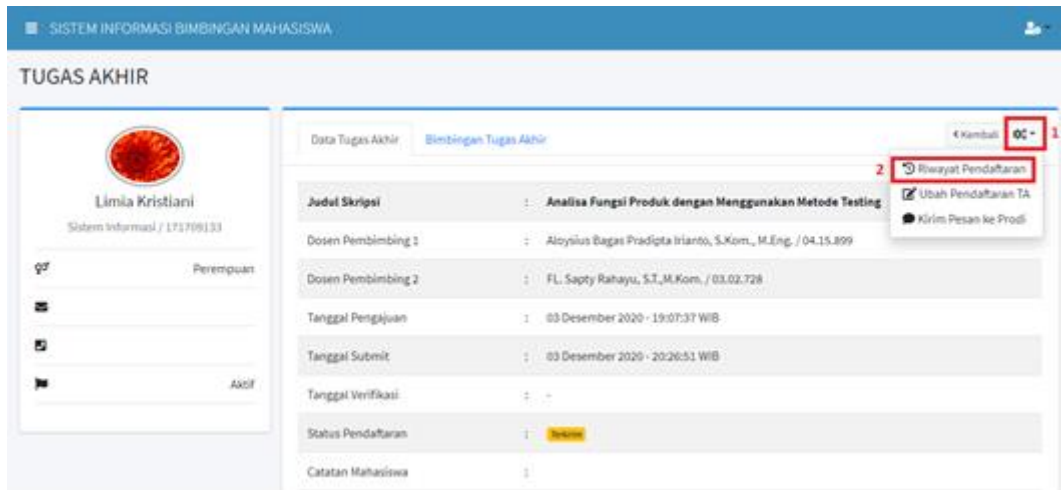 SISTEM INFORMASI BIMBINGAN MAHASISWA
TUGAS AKHIR
Limia Kristiani
Sistem Informasi / 171709133
Perempuan
Aktif
Data Tugas Akhir
Bimbingan Tugas Akhir
Kembali
1
2
Riwayat Pendaftaran
Ubah Pendaftaran TA
Kirim Pesan ke Prodi
Judul Skripsi : Analisa Fungsi Produk dengan Menggunakan Metode Testing
Dosen Pembimbing 1 : Aloysius Bagas Pradipta Irianto, S.Kom., M.Eng. / 04.15.899
Dosen Pembimbing 2 : FL. Sapty Rahayu, S.T.,M.Kom. / 03.02.728
Tanggal Pengajuan : 03 Desember 2020 - 19:07:37 WIB
Tanggal Submit : 03 Desember 2020 - 20:26:51 WIB
Tanggal Verifikasi : -
Status Pendaftaran : Terkirim
Catatan Mahasiswa :